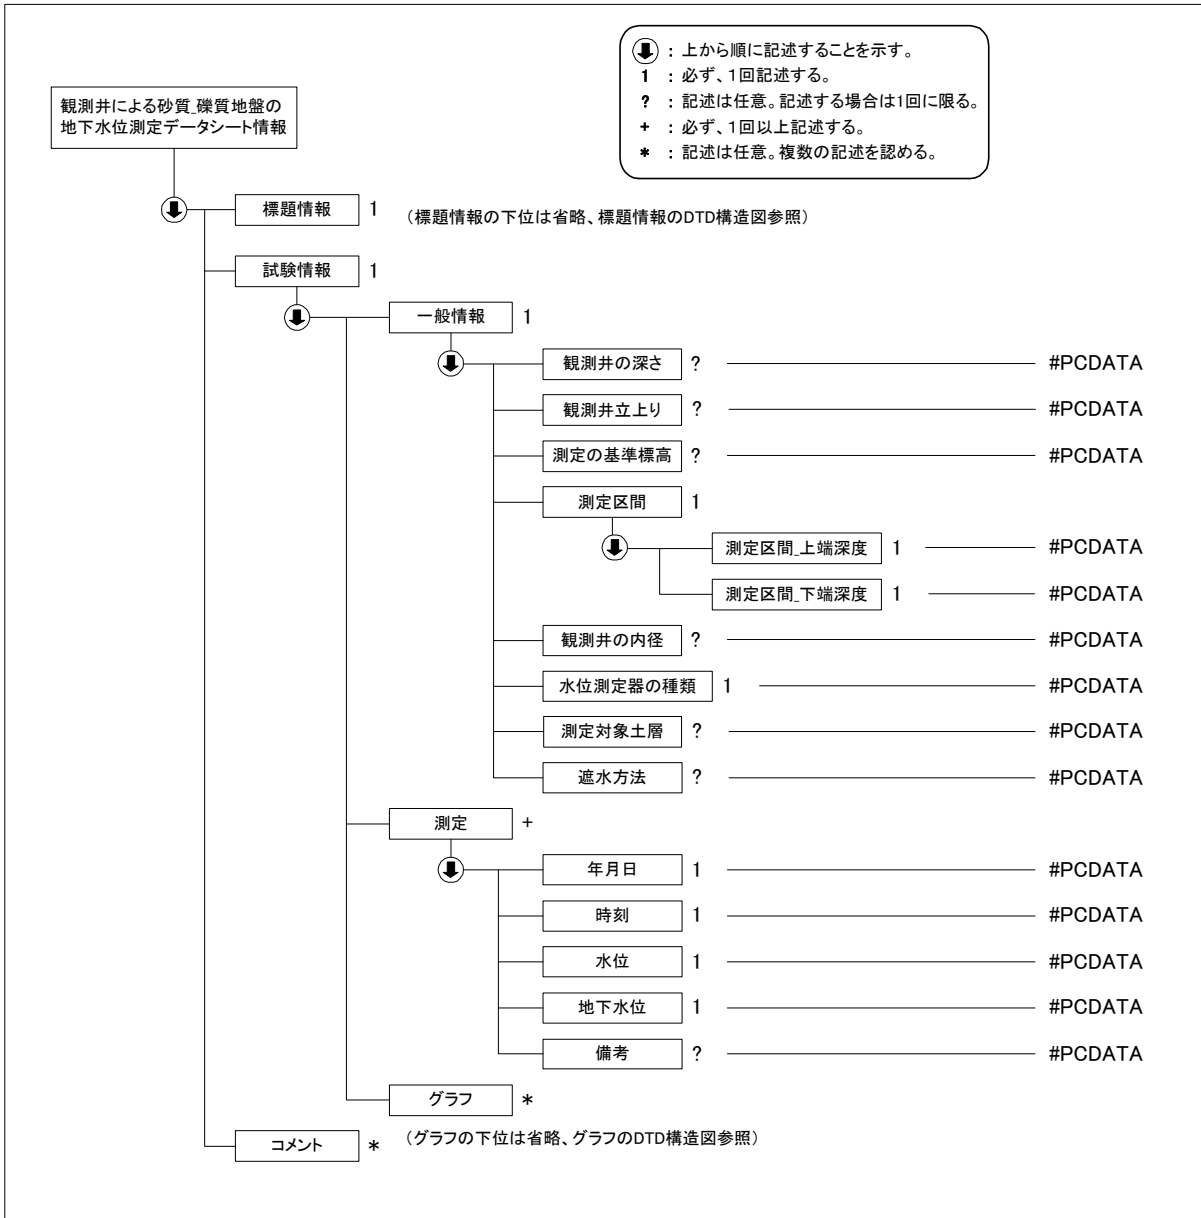 ：上から順に記述することを示す。
1 ：必ず、1回記述する。
? ：記述は任意。記述する場合は1回に限る。
+ ：必ず、1回以上記述する。
* ：記述は任意。複数の記述を認める。
観測井による砂質_礫質地盤の
地下水位測定データシート情報
標題情報 1 （標題情報の下位は省略、標題情報のDTD構造図参照）
試験情報 1
一般情報 1
観測井の深さ ? #PCDATA
観測井立上り ? #PCDATA
測定の基準標高 ? #PCDATA
測定区間 1
測定区間_上端深度 1 #PCDATA
測定区間_下端深度 1 #PCDATA
観測井の内径 ? #PCDATA
水位測定器の種類 1 #PCDATA
測定対象土層 ? #PCDATA
遮水方法 ? #PCDATA
測定 +
年月日 1 #PCDATA
時刻 1 #PCDATA
水位 1 #PCDATA
地下水位 1 #PCDATA
備考 ? #PCDATA
グラフ *
（グラフの下位は省略、グラフのDTD構造図参照）
コメント *